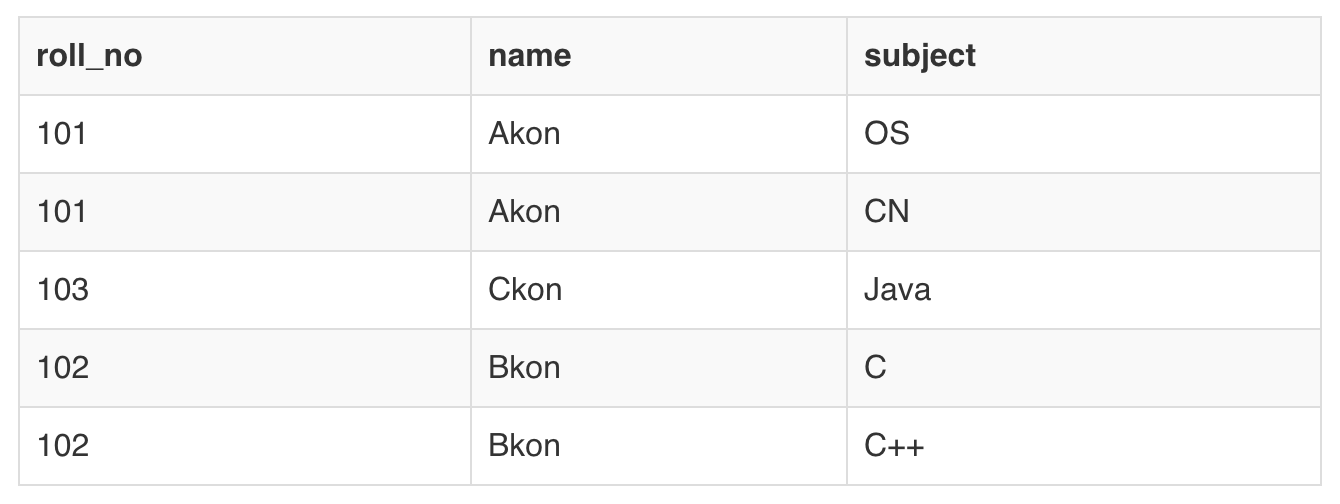 roll_no name subject
101 Akon OS
101 Akon CN
103 Ckon Java
102 Bkon C
102 Bkon C++